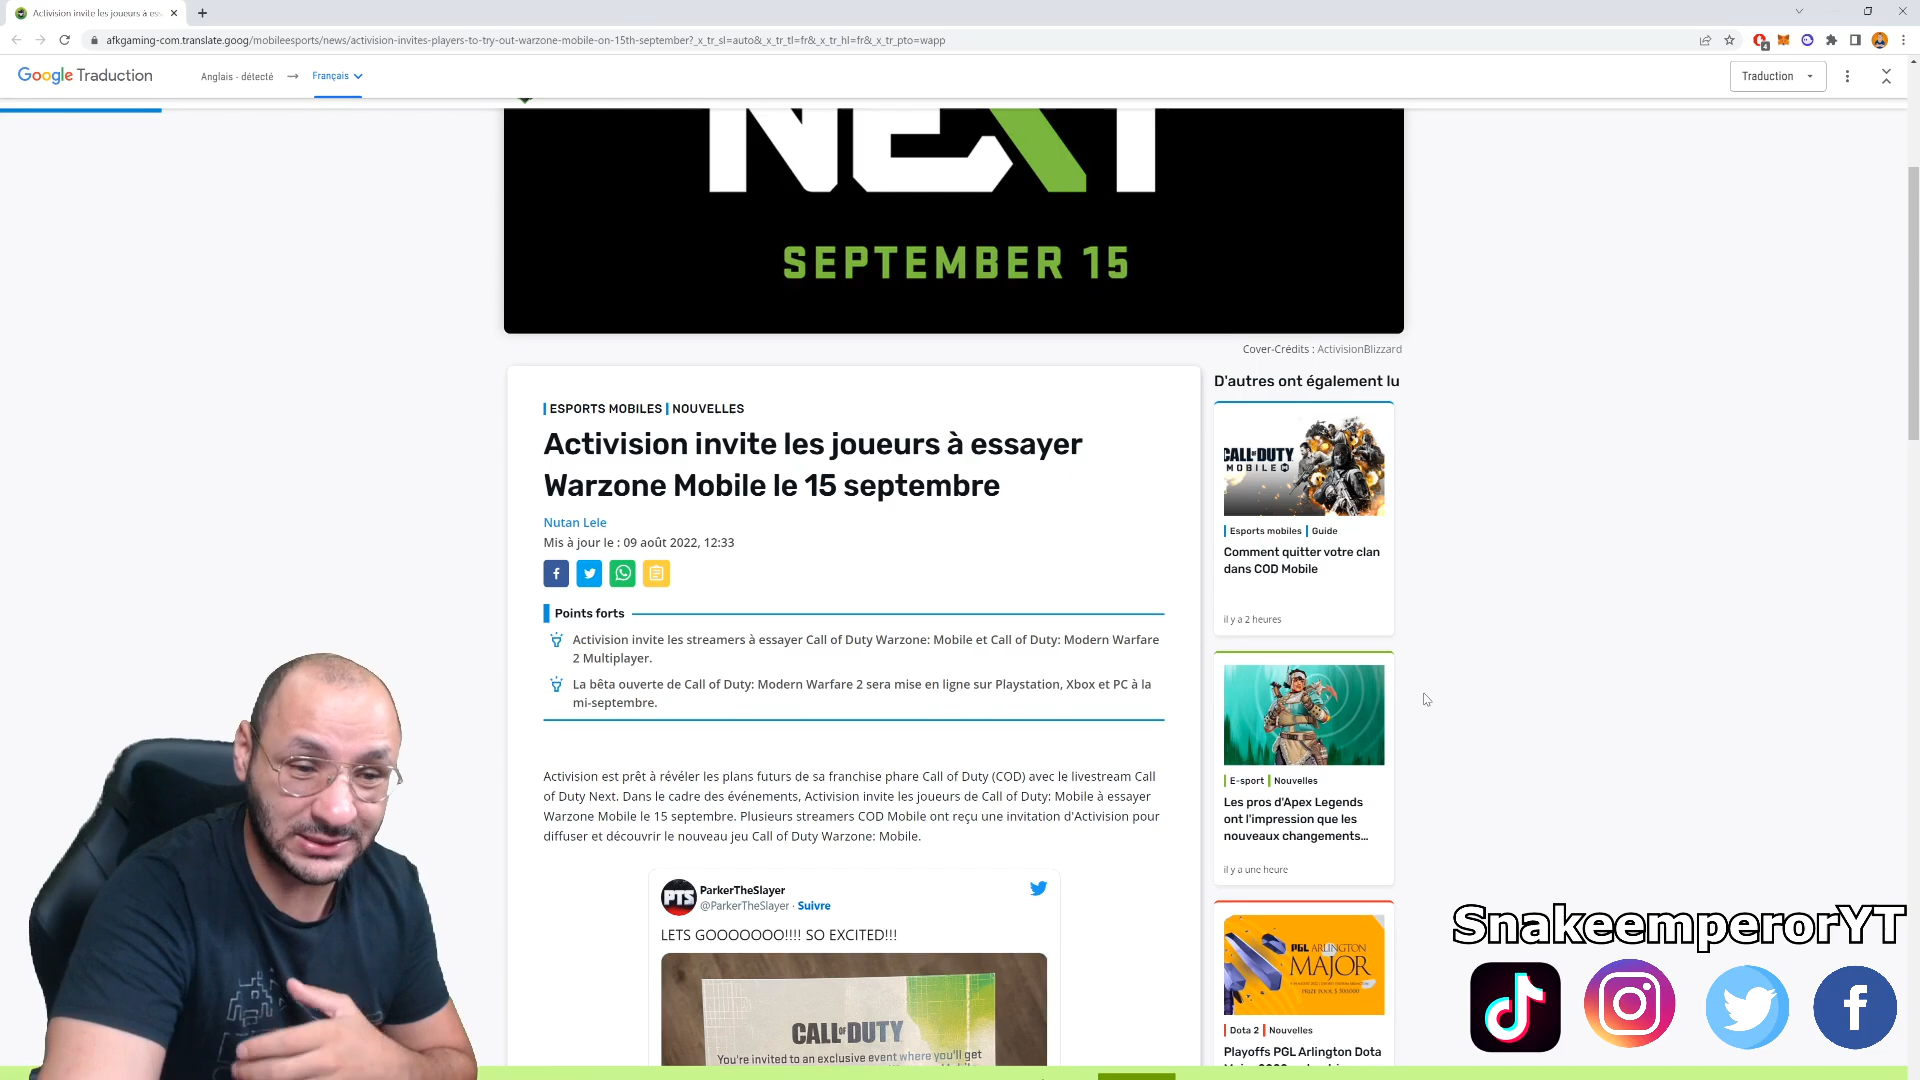 Activision invite les joueurs à ess
afkgaming-com.translate.goog/mobileesports/news/activision-invites-players-to-try-out-warzone-mobile-on-15th-september?_x_tr_sl=auto&_x_tr_tl=fr&_x_tr_hl=fr&_x_tr_pto=wapp
4
Google Traduction
Anglais - détecté
Français
Traduction
NEXT
SEPTEMBER 15
Cover-Crédits : ActivisionBlizzard
ESPORTS MOBILES NOUVELLES
Activision invite les joueurs à essayer
Warzone Mobile le 15 septembre
Nutan Lele
Mis à jour le : 09 août 2022, 12:33
Points forts
Activision invite les streamers à essayer Call of Duty Warzone: Mobile et Call of Duty: Modern Warfare
2 Multiplayer.
La bêta ouverte de Call of Duty: Modern Warfare 2 sera mise en ligne sur Playstation, Xbox et PC à la
mi-septembre.
Activision est prêt à révéler les plans futurs de sa franchise phare Call of Duty (COD) avec le livestream Call
of Duty Next. Dans le cadre des événements, Activision invite les joueurs de Call of Duty: Mobile à essayer
Warzone Mobile le 15 septembre. Plusieurs streamers COD Mobile ont reçu une invitation d'Activision pour
diffuser et découvrir le nouveau jeu Call of Duty Warzone: Mobile.
PTS
ParkerTheSlayer
@ParkerTheSlayer · Suivre
LETS GOOOOOOO!!!! SO EXCITED!!!
CALL OF DUTY
You're invited to an exclusive event where you'll get
D'autres ont également lu
CALL OF DUTY
MOBILE
Esports mobiles Guide
Comment quitter votre clan
dans COD Mobile
il y a 2 heures
E-sport Nouvelles
Les pros d'Apex Legends
ont l'impression que les
nouveaux changements...
il y a une heure
PGL ARLINGTON
MAJOR
PRIZE POOL $ 500.000
Dota 2 Nouvelles
Playoffs PGL Arlington Dota
SnakeemperorYT